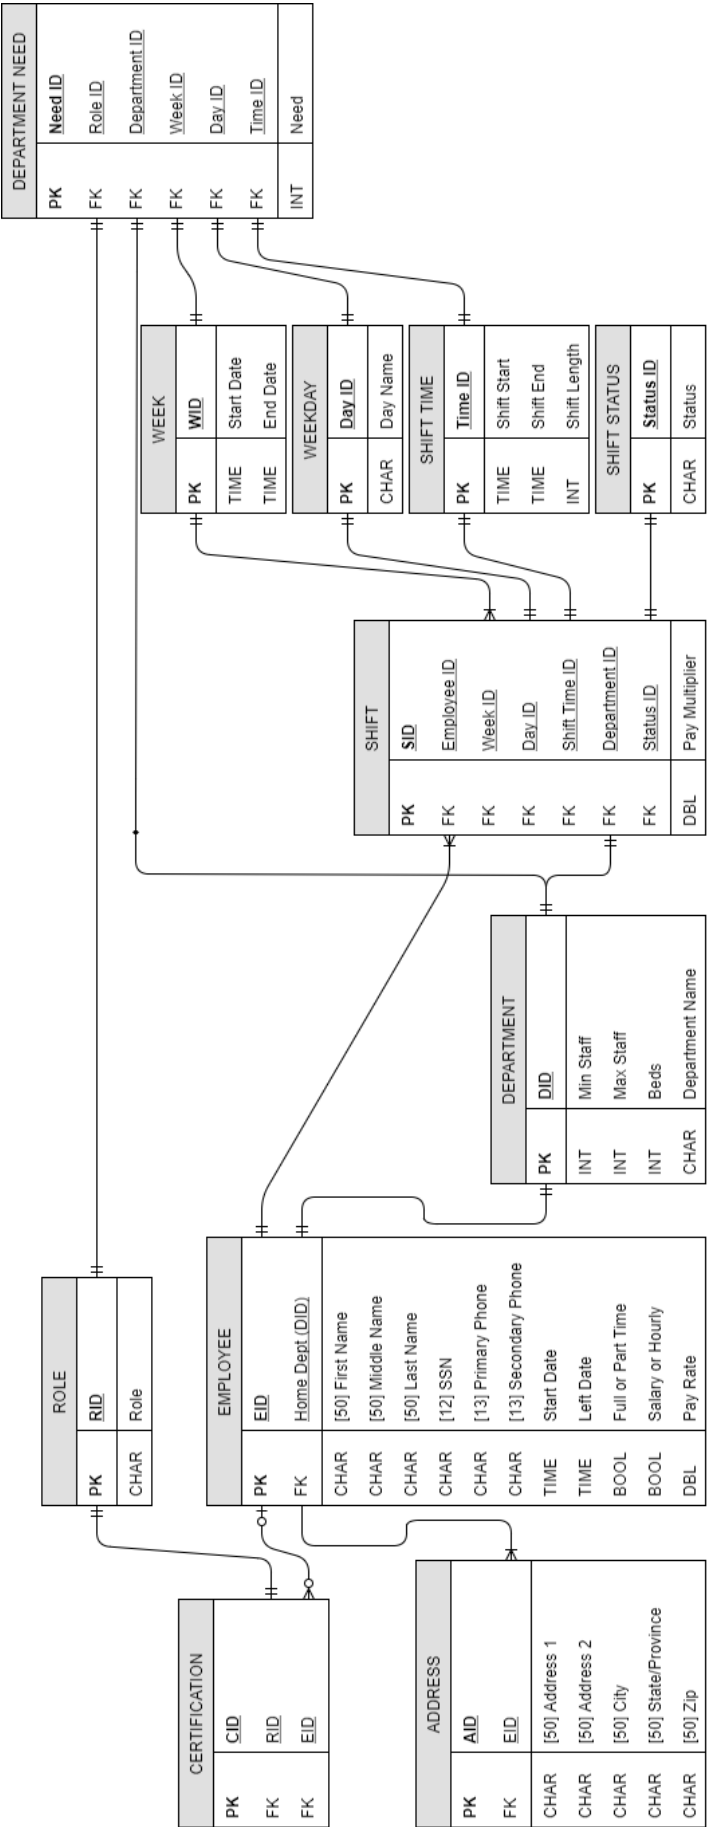 CERTIFICATION
PK CID
FK RID
FK EID
ADDRESS
PK AID
FK EID
CHAR [50] Address 1
CHAR [50] Address 2
CHAR [50] City
CHAR [50] State/Province
CHAR [50] Zip
ROLE
PK RID
CHAR Role
EMPLOYEE
PK EID
FK Home Dept (DID)
CHAR [50] First Name
CHAR [50] Middle Name
CHAR [50] Last Name
CHAR [12] SSN
CHAR [13] Primary Phone
CHAR [13] Secondary Phone
TIME Start Date
TIME Left Date
BOOL Full or Part Time
BOOL Salary or Hourly
DBL Pay Rate
DEPARTMENT
PK DID
INT Min Staff
INT Max Staff
INT Beds
CHAR Department Name
SHIFT
PK SID
FK Employee ID
FK Week ID
FK Day ID
FK Shift Time ID
FK Department ID
FK Status ID
DBL Pay Multiplier
WEEK
PK WID
TIME Start Date
TIME End Date
WEEKDAY
PK Day ID
CHAR Day Name
SHIFT TIME
PK Time ID
TIME Shift Start
TIME Shift End
INT Shift Length
SHIFT STATUS
PK Status ID
CHAR Status
DEPARTMENT NEED
PK Need ID
FK Role ID
FK Department ID
FK Week ID
FK Day ID
FK Time ID
INT Need